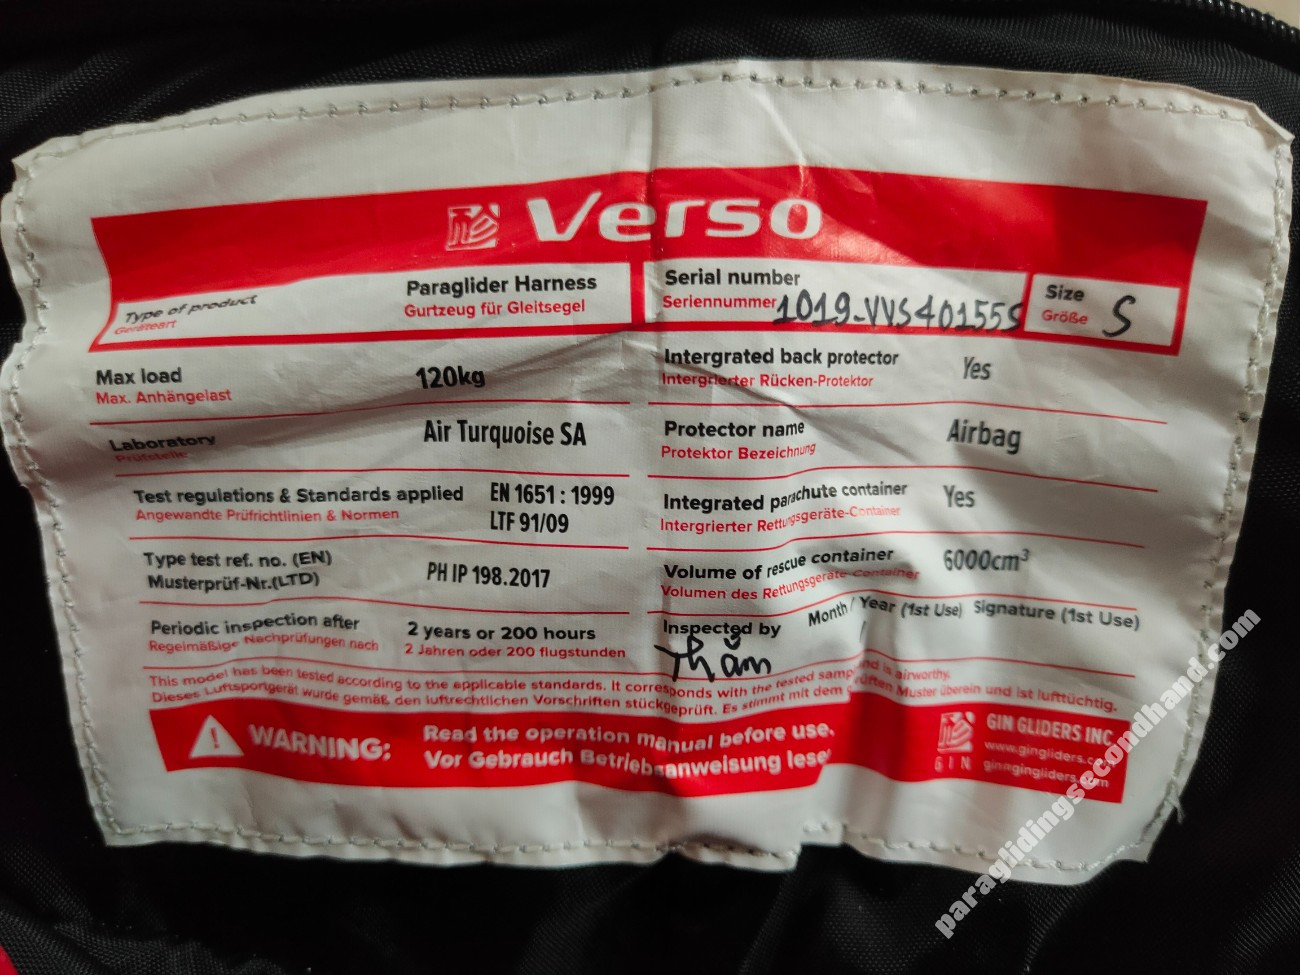 Verso
Type of product
Geräteart
Paraglider Harness
Gurtzeug für Gleitsegel
Serial number
Seriennummer 1019-VVS40155S
Size
Größe S
Max load
Max. Anhängelast
120kg
Intergrated back protector
Intergrierter Rücken-Protektor
Yes
Laboratory
Prüfstelle
Air Turquoise SA
Protector name
Protektor Bezeichnung
Airbag
Test regulations & Standards applied
Angewandte Prüfrichtlinien & Normen
EN 1651 : 1999
LTF 91/09
Integrated parachute container
Intergrierter Rettungsgeräte-Container
Yes
Type test ref. no. (EN)
Musterprüf-Nr.(LTD)
PH IP 198.2017
Volume of rescue container
Volumen des Rettungsgeräte-Container
6000cm³
Periodic inspection after
Regelmäßige Nachprüfungen nach
2 years or 200 hours
2 Jahren oder 200 flugstunden
Inspected by
Thắm
Month / Year (1st Use)
Signature (1st Use)
This model has been tested according to the applicable standards. It corresponds with the tested and is airworthy.
Dieses Luftsportgerät wurde gemäß den luftrechtlichen Vorschriften stückgeprüft. Es stimmt mit dem Muster überein und ist lufttüchtig.
WARNING:
Read the operation manual before use.
Vor Gebrauch Betriebsanweisung lese
GIN
GIN GLIDERS INC
www.gingliders.co
gin@gingliders.com
paraglidingsecondhand.com